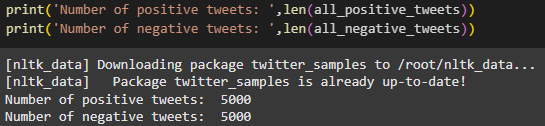 print('Number of positive tweets: ',len(all_positive_tweets))
print('Number of negative tweets: ',len(all_negative_tweets))
[nltk_data] Downloading package twitter_samples to /root/nltk_data...
[nltk_data]   Package twitter_samples is already up-to-date!
Number of positive tweets:  5000
Number of negative tweets:  5000